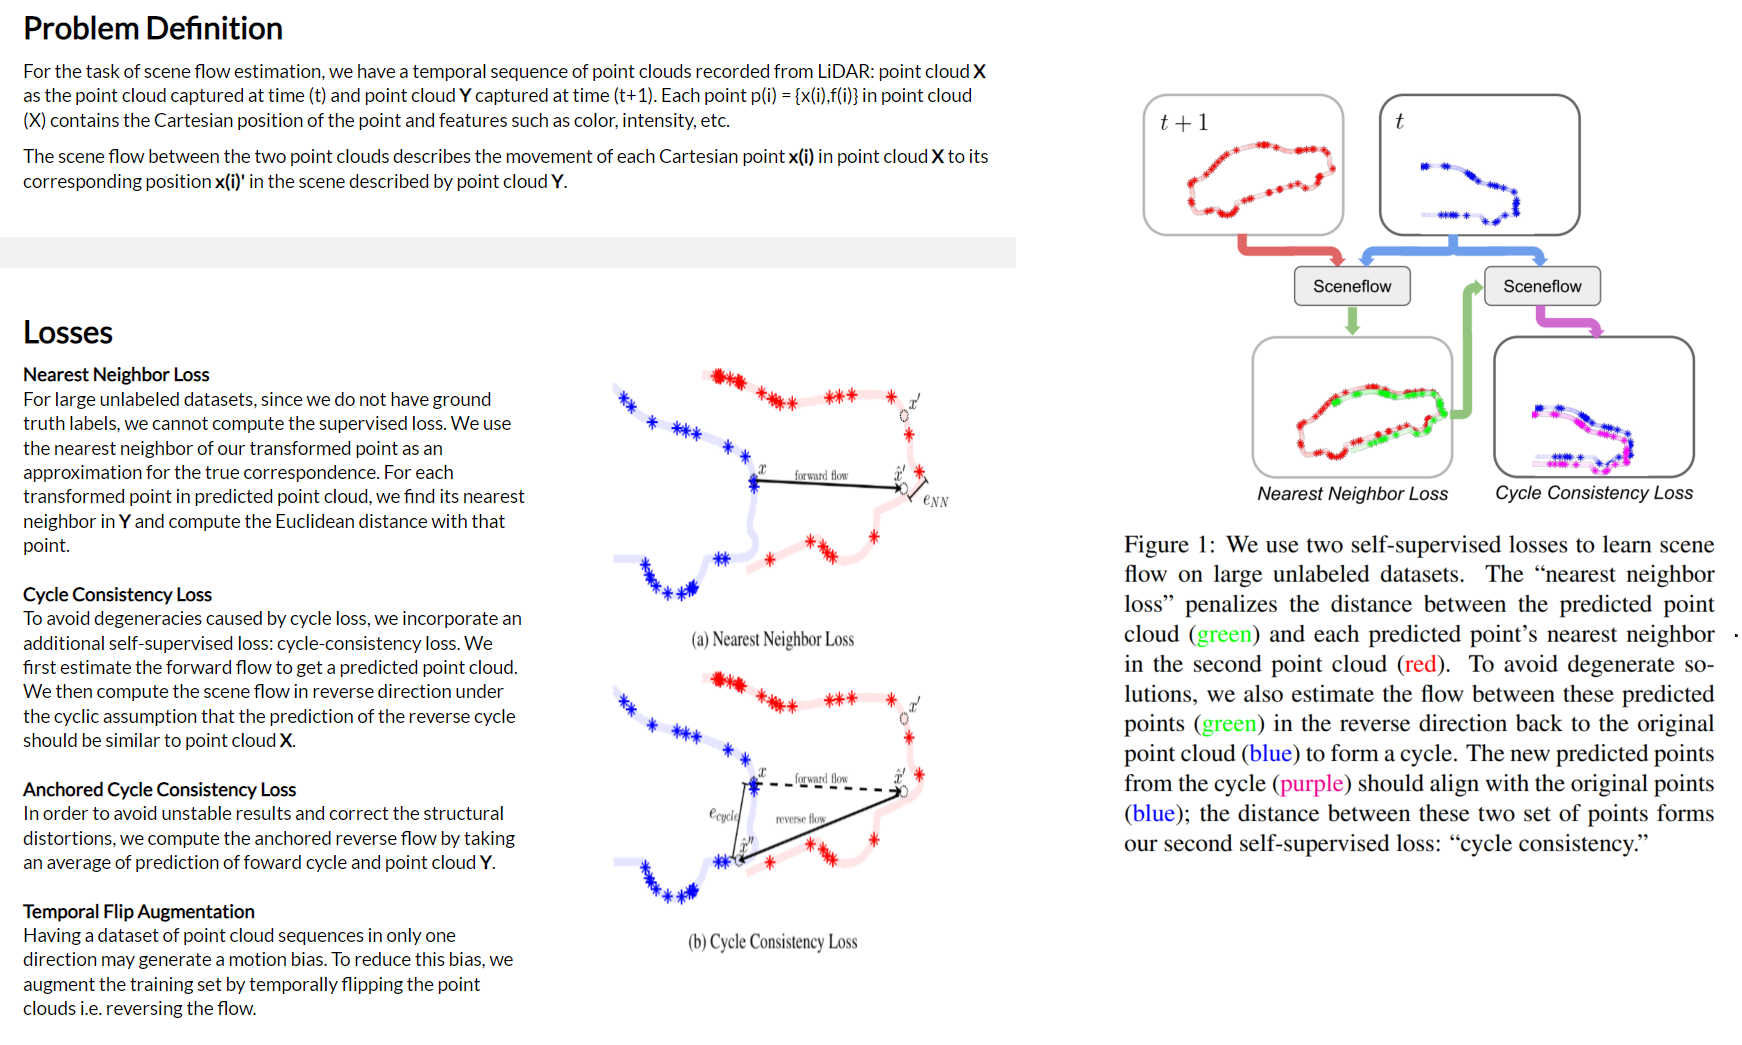 Problem Definition
For the task of scene flow estimation, we have a temporal sequence of point clouds recorded from LiDAR: point cloud X
as the point cloud captured at time (t) and point cloud Y captured at time (t+1). Each point p(i) = {x(i),f(i)} in point cloud
(X) contains the Cartesian position of the point and features such as color, intensity, etc.
The scene flow between the two point clouds describes the movement of each Cartesian point x(i) in point cloud X to its
corresponding position x(i)' in the scene described by point cloud Y.
Losses
Nearest Neighbor Loss
For large unlabeled datasets, since we do not have ground
truth labels, we cannot compute the supervised loss. We use
the nearest neighbor of our transformed point as an
approximation for the true correspondence. For each
transformed point in predicted point cloud, we find its nearest
neighbor in Y and compute the Euclidean distance with that
point.
Cycle Consistency Loss
To avoid degeneracies caused by cycle loss, we incorporate an
additional self-supervised loss: cycle-consistency loss. We
first estimate the forward flow to get a predicted point cloud.
We then compute the scene flow in reverse direction under
the cyclic assumption that the prediction of the reverse cycle
should be similar to point cloud X.
Anchored Cycle Consistency Loss
In order to avoid unstable results and correct the structural
distortions, we compute the anchored reverse flow by taking
an average of prediction of foward cycle and point cloud Y.
Temporal Flip Augmentation
Having a dataset of point cloud sequences in only one
direction may generate a motion bias. To reduce this bias, we
augment the training set by temporally flipping the point
clouds i.e. reversing the flow.
x'
x
forward flow
x̂'
eNN
(a) Nearest Neighbor Loss
x'
x
forward flow
x̂'
ecycle
reverse flow
x̂''
(b) Cycle Consistency Loss
t + 1
t
Sceneflow
Sceneflow
Nearest Neighbor Loss
Cycle Consistency Loss
Figure 1: We use two self-supervised losses to learn scene
flow on large unlabeled datasets. The “nearest neighbor
loss” penalizes the distance between the predicted point
cloud (green) and each predicted point’s nearest neighbor
in the second point cloud (red). To avoid degenerate so-
lutions, we also estimate the flow between these predicted
points (green) in the reverse direction back to the original
point cloud (blue) to form a cycle. The new predicted points
from the cycle (purple) should align with the original points
(blue); the distance between these two set of points forms
our second self-supervised loss: “cycle consistency.”